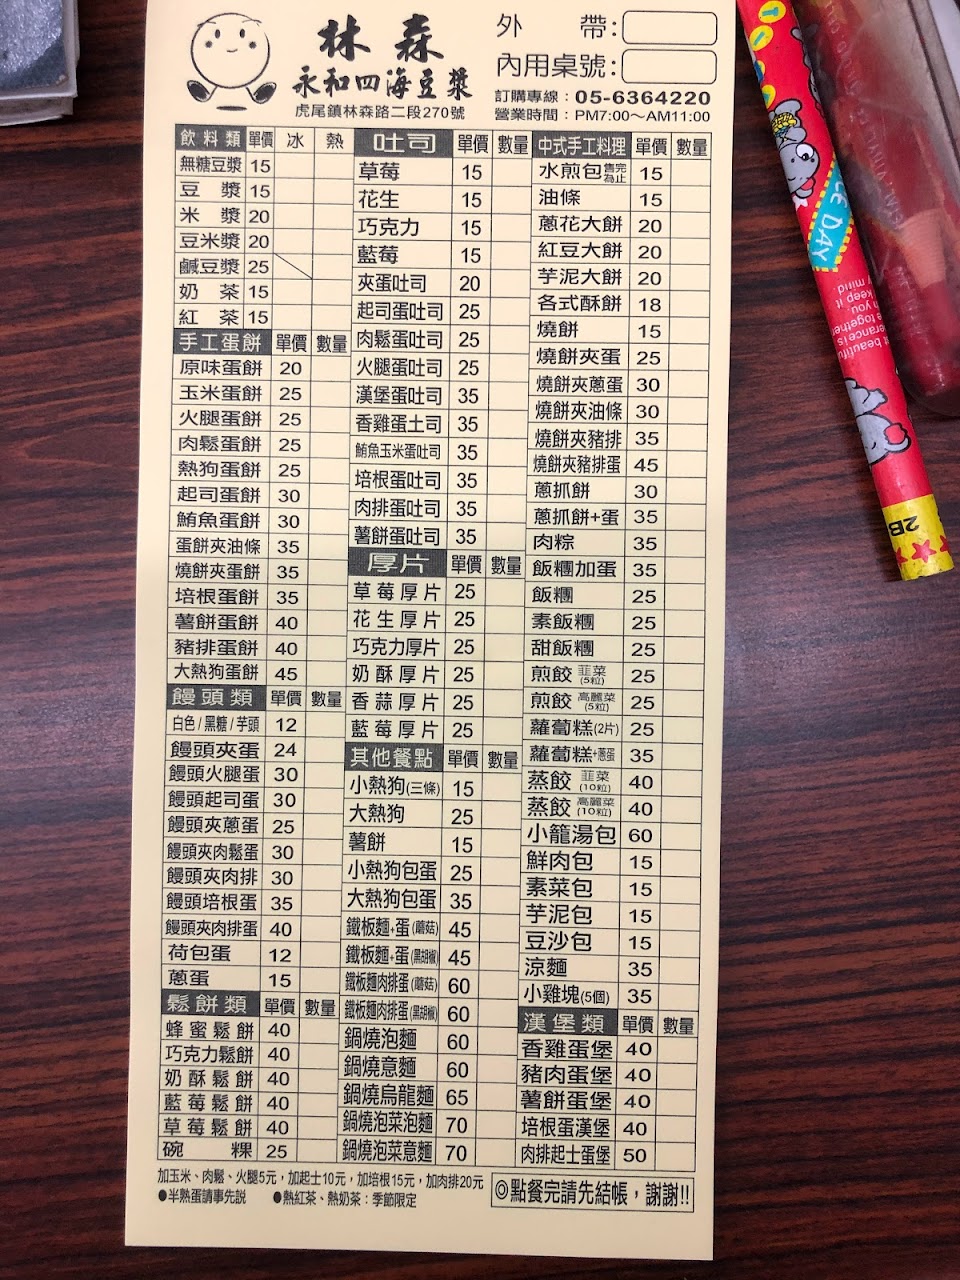 林森
永和四海豆漿
虎尾鎮林森路二段270號
外帶:
內用桌號:
訂購專線：05-6364220
營業時間：PM7:00～AM11:00
飲料類 單價 冰 熱
無糖豆漿 15
豆漿 15
米漿 20
豆米漿 20
鹹豆漿 25
奶茶 15
紅茶 15
手工蛋餅 單價 數量
原味蛋餅 20
玉米蛋餅 25
火腿蛋餅 25
肉鬆蛋餅 25
熱狗蛋餅 25
起司蛋餅 30
鮪魚蛋餅 30
蛋餅夾油條 35
燒餅夾蛋餅 35
培根蛋餅 35
薯餅蛋餅 40
豬排蛋餅 40
大熱狗蛋餅 45
饅頭類 單價 數量
白色/黑糖/芋頭 12
饅頭夾蛋 24
饅頭火腿蛋 30
饅頭起司蛋 30
饅頭夾蔥蛋 25
饅頭夾肉鬆蛋 30
饅頭夾肉排 30
饅頭培根蛋 35
饅頭夾肉排蛋 40
荷包蛋 12
蔥蛋 15
鬆餅類 單價 數量
蜂蜜鬆餅 40
巧克力鬆餅 40
奶酥鬆餅 40
藍莓鬆餅 40
草莓鬆餅 40
碗粿 25
吐司 單價 數量
草莓 15
花生 15
巧克力 15
藍莓 15
夾蛋吐司 20
起司蛋吐司 25
肉鬆蛋吐司 25
火腿蛋吐司 25
漢堡蛋吐司 35
香雞蛋土司 35
鮪魚玉米蛋吐司 35
培根蛋吐司 35
肉排蛋吐司 35
薯餅蛋吐司 35
厚片 單價 數量
草莓厚片 25
花生厚片 25
巧克力厚片 25
奶酥厚片 25
香蒜厚片 25
藍莓厚片 25
其他餐點 單價 數量
小熱狗(三條) 15
大熱狗 25
薯餅 15
小熱狗包蛋 25
大熱狗包蛋 35
鐵板麵+蛋(蘑菇) 45
鐵板麵+蛋(黑胡椒) 45
鐵板麵肉排蛋(蘑菇) 60
鐵板麵肉排蛋(黑胡椒) 60
鍋燒泡麵 60
鍋燒意麵 60
鍋燒烏龍麵 65
鍋燒泡菜泡麵 70
鍋燒泡菜意麵 70
中式手工料理 單價 數量
水煎包 售完為止 15
油條 15
蔥花大餅 20
紅豆大餅 20
芋泥大餅 20
各式酥餅 18
燒餅 15
燒餅夾蛋 25
燒餅夾蔥蛋 30
燒餅夾油條 30
燒餅夾豬排 35
燒餅夾豬排蛋 45
蔥抓餅 30
蔥抓餅+蛋 35
肉粽 35
飯糰加蛋 35
飯糰 25
素飯糰 25
甜飯糰 25
煎餃 韭菜(5粒) 25
煎餃 高麗菜(5粒) 25
蘿蔔糕(2片) 25
蘿蔔糕+蔥蛋 35
蒸餃 韭菜(10粒) 40
蒸餃 高麗菜(10粒) 40
小籠湯包 60
鮮肉包 15
素菜包 15
芋泥包 15
豆沙包 15
涼麵 35
小雞塊(5個) 35
漢堡類 單價 數量
香雞蛋堡 40
豬肉蛋堡 40
薯餅蛋堡 40
培根蛋漢堡 40
肉排起士蛋堡 50
加玉米、肉鬆、火腿5元，加起士10元，加培根15元，加肉排20元
●半熟蛋請事先説 ●熱紅茶、熱奶茶：季節限定
◎點餐完請先結帳，謝謝!!
2B